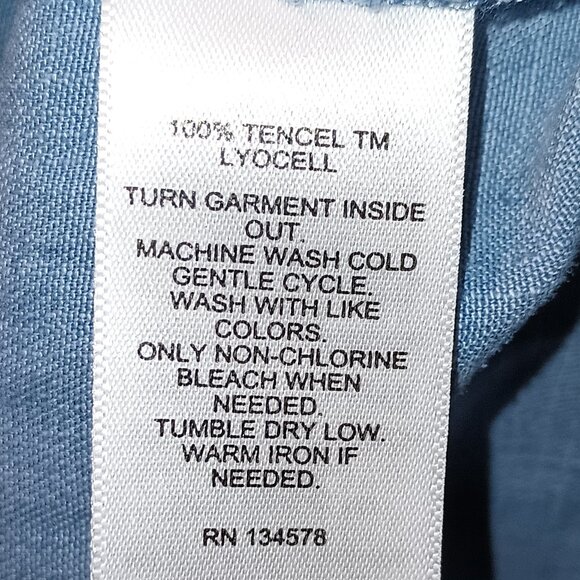 100% TENCEL TM
LYOCELL
TURN GARMENT INSIDE
OUT.
MACHINE WASH COLD
GENTLE CYCLE.
WASH WITH LIKE
COLORS.
ONLY NON-CHLORINE
BLEACH WHEN
NEEDED.
TUMBLE DRY LOW.
WARM IRON IF
NEEDED.
RN 134578